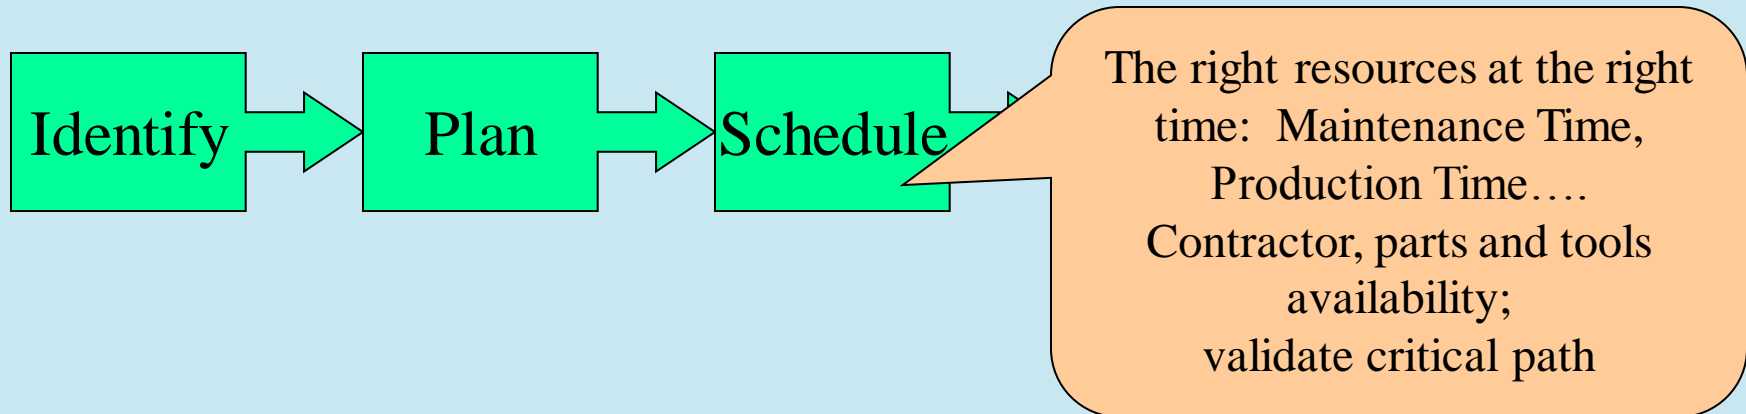 Identify
Plan
Schedule
The right resources at the right
time:  Maintenance Time,
Production Time….
Contractor, parts and tools
availability;
validate critical path